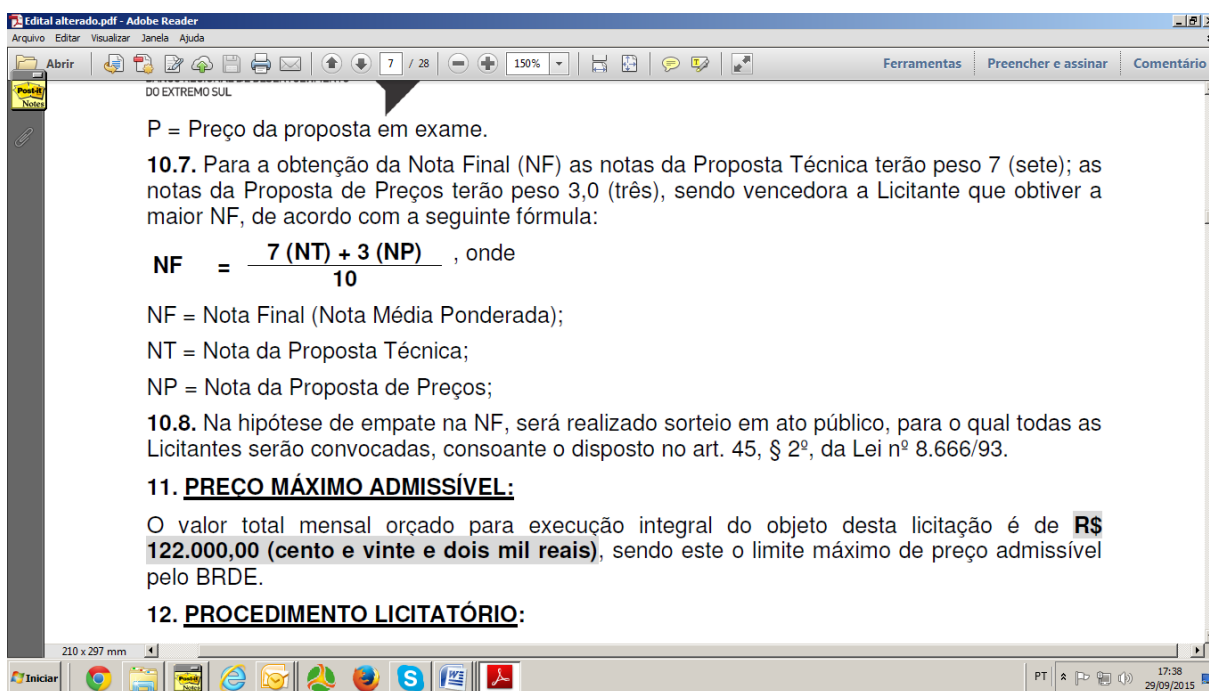 Edital alterado.pdf - Adobe Reader
Arquivo Editar Visualizar Janela Ajuda
Abrir 7 / 28 150% Ferramentas Preencher e assinar Comentário
Post-it
Notes
DO EXTREMO SUL
P = Preço da proposta em exame.
10.7. Para a obtenção da Nota Final (NF) as notas da Proposta Técnica terão peso 7 (sete); as
notas da Proposta de Preços terão peso 3,0 (três), sendo vencedora a Licitante que obtiver a
maior NF, de acordo com a seguinte fórmula:
NF = 7 (NT) + 3 (NP) , onde
10
NF = Nota Final (Nota Média Ponderada);
NT = Nota da Proposta Técnica;
NP = Nota da Proposta de Preços;
10.8. Na hipótese de empate na NF, será realizado sorteio em ato público, para o qual todas as
Licitantes serão convocadas, consoante o disposto no art. 45, § 2º, da Lei nº 8.666/93.
11. PREÇO MÁXIMO ADMISSÍVEL:
O valor total mensal orçado para execução integral do objeto desta licitação é de R$
122.000,00 (cento e vinte e dois mil reais), sendo este o limite máximo de preço admissível
pelo BRDE.
12. PROCEDIMENTO LICITATÓRIO:
210 x 297 mm
Iniciar PT 17:38
29/09/2015